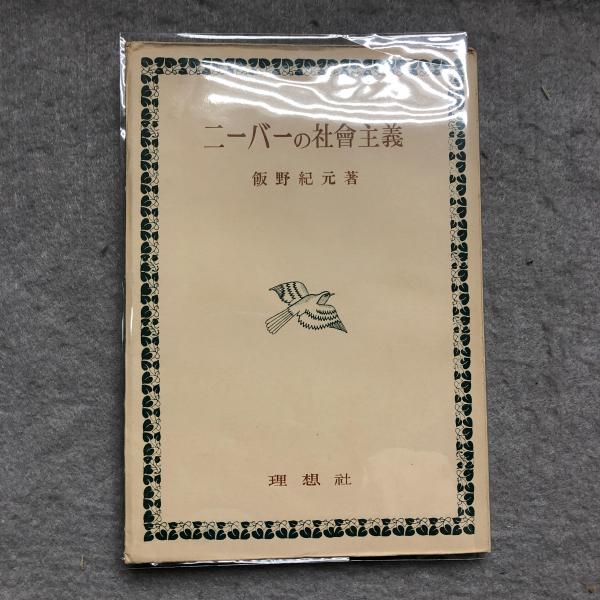 ニーバーの社會主義
飯野紀元著
理想社